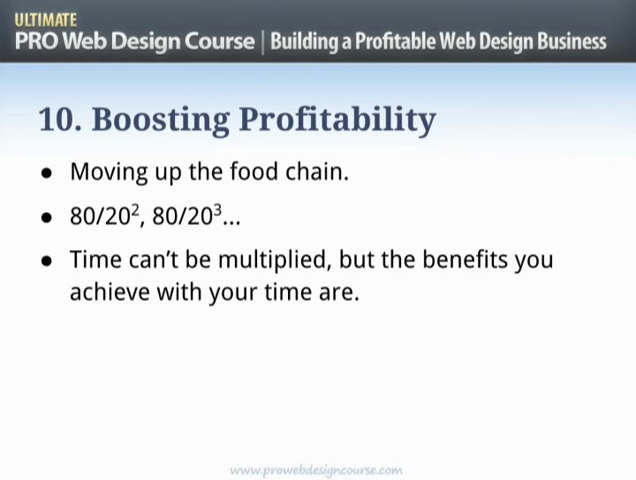 ULTIMATE
PRO Web Design Course | Building a Profitable Web Design Business
10. Boosting Profitability
● Moving up the food chain.
● 80/20², 80/20³...
● Time can't be multiplied, but the benefits you
achieve with your time are.
www.prowebdesigncourse.com